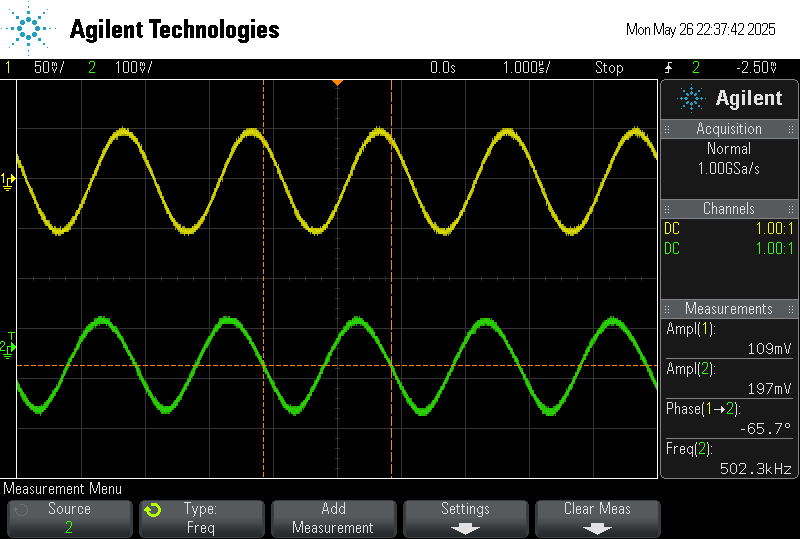 Agilent Technologies
Mon May 26 22:37:42 2025
1 50mV/ 2 100mV/ 0.0s 1.000µs/ Stop 2 -2.50mV
Agilent
Acquisition
Normal
1.00GSa/s
Channels
DC 1.00:1
DC 1.00:1
Measurements
Ampl(1):
109mV
Ampl(2):
197mV
Phase(1→2):
-65.7°
Freq(2):
502.3kHz
1
T
2
Measurement Menu
Source
2
Type:
Freq
Add
Measurement
Settings
Clear Meas